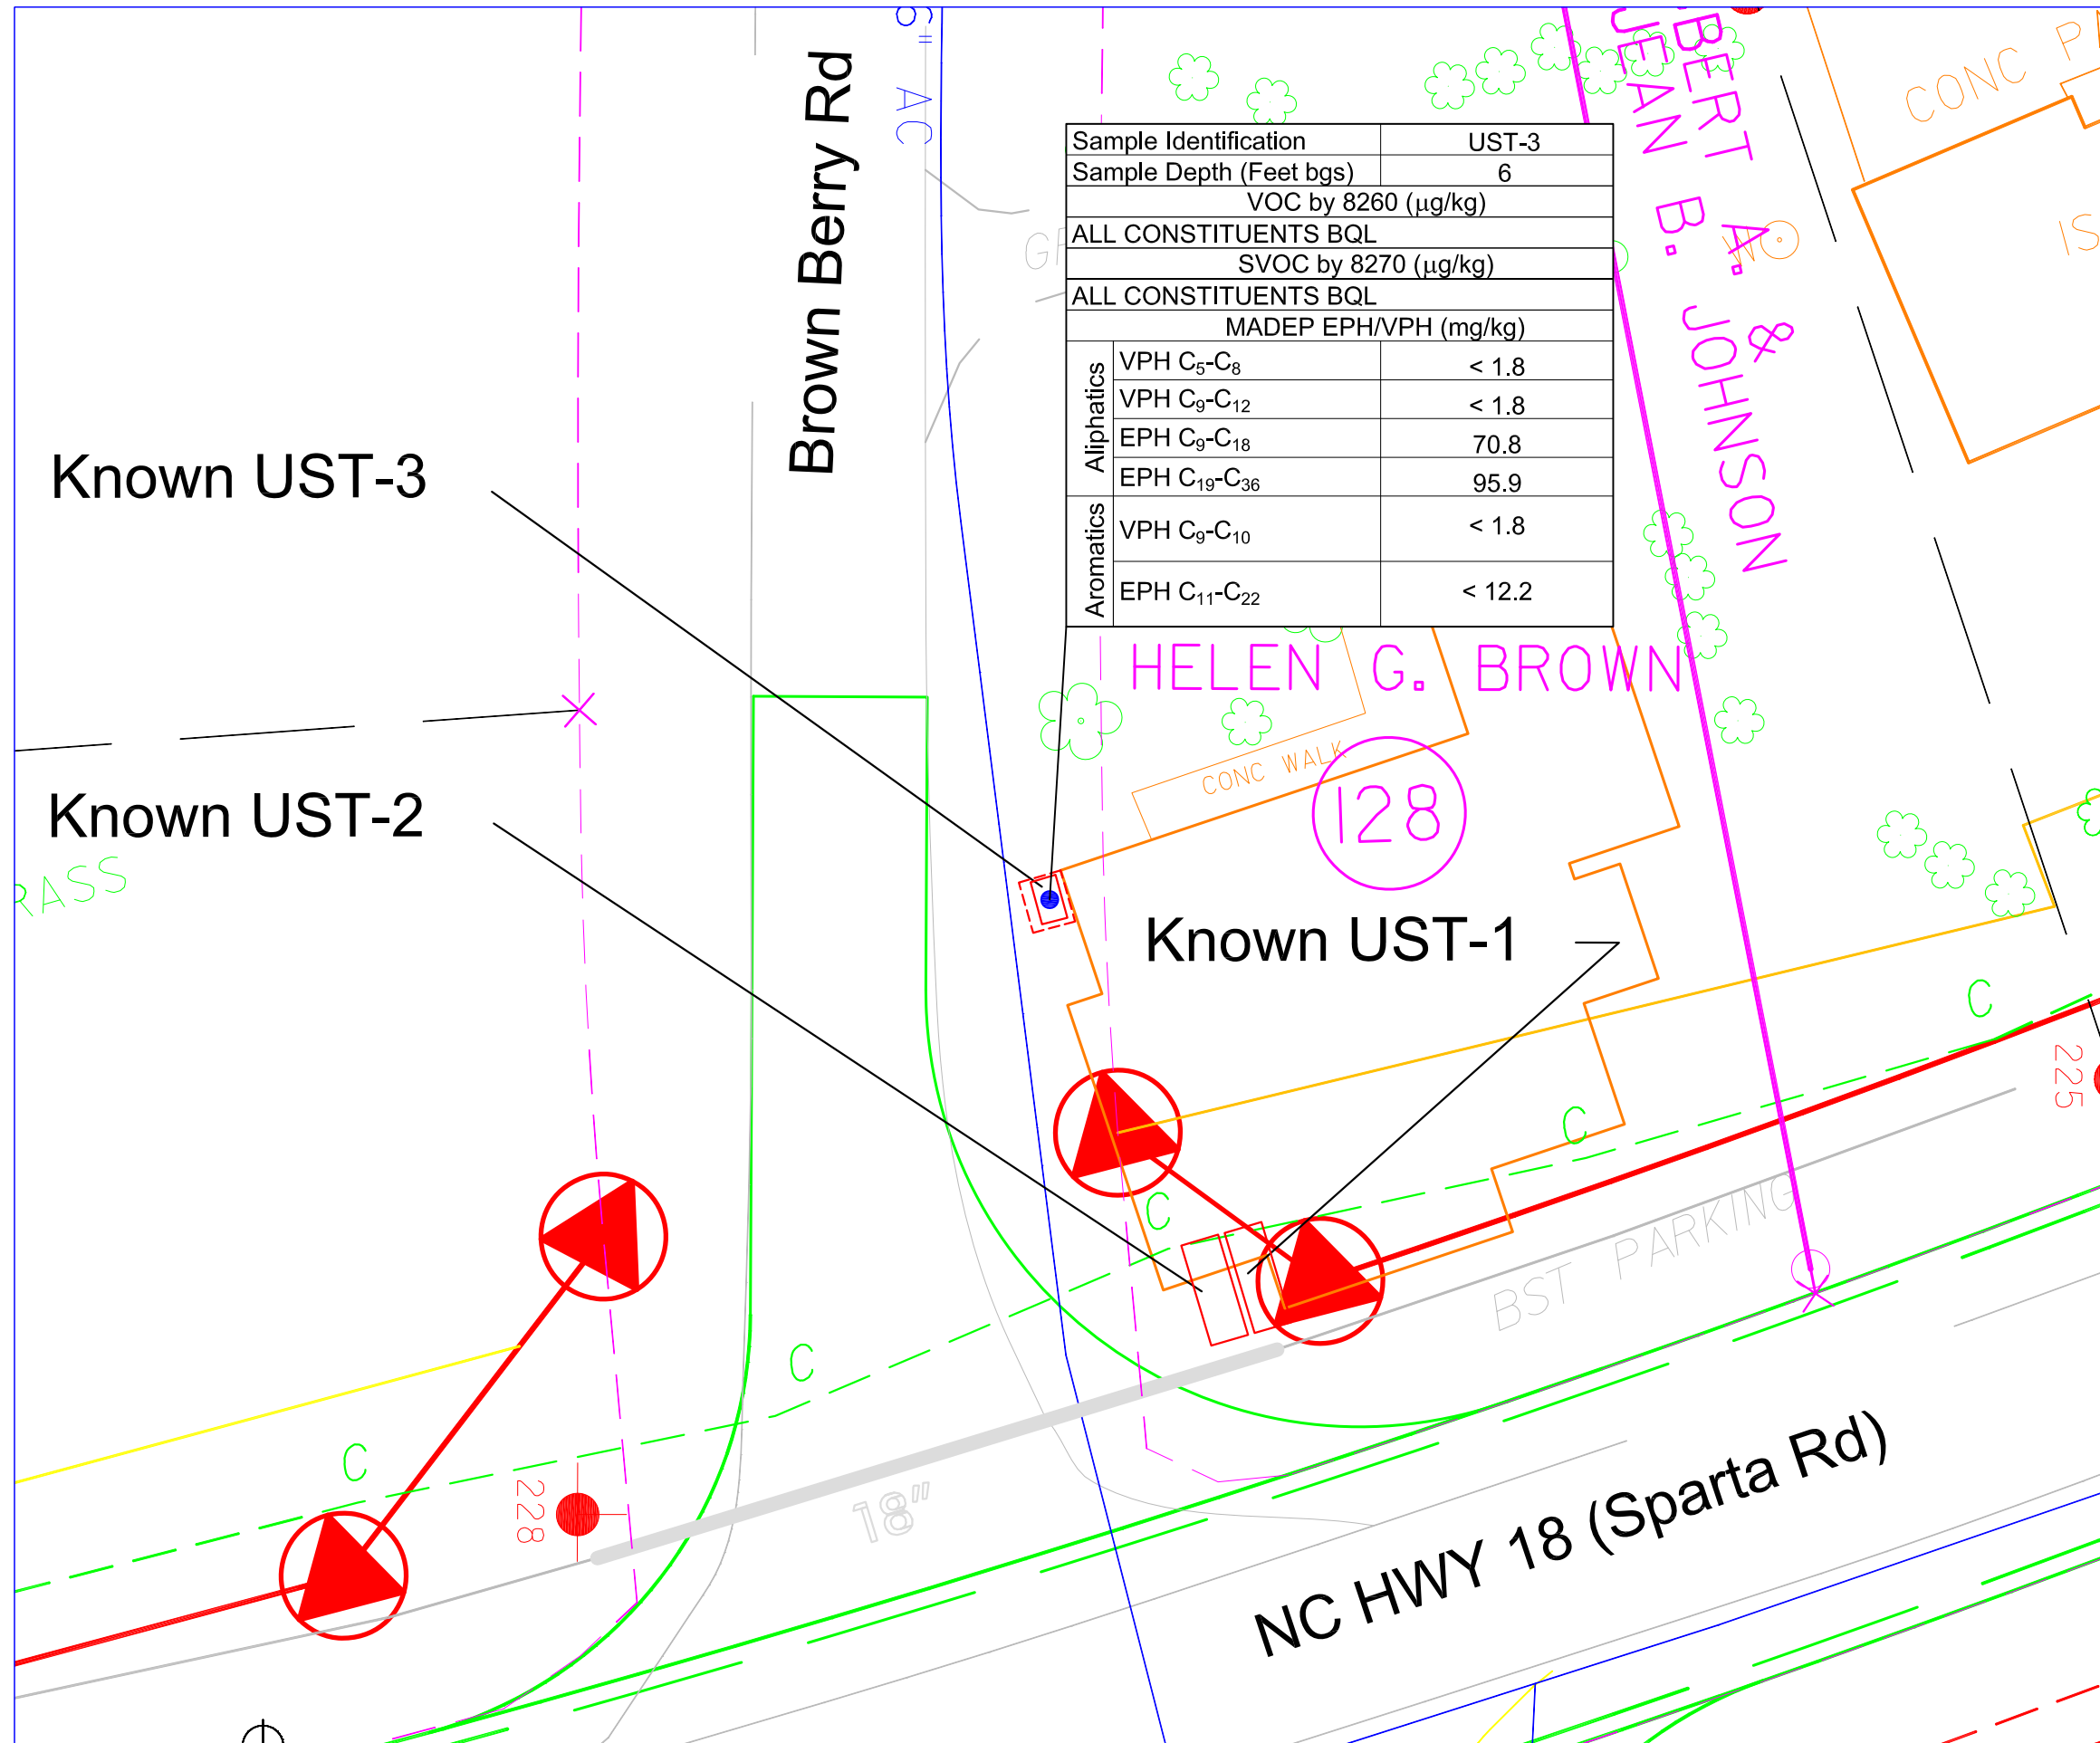 6" AC
Brown Berry Rd
BERT A. &
JEAN B. JOHNSON
CONC
W
IS
Sample Identification UST-3
Sample Depth (Feet bgs) 6
VOC by 8260 (µg/kg)
ALL CONSTITUENTS BQL
SVOC by 8270 (µg/kg)
ALL CONSTITUENTS BQL
MADEP EPH/VPH (mg/kg)
Aliphatics
VPH C₅-C₈ < 1.8
VPH C₉-C₁₂ < 1.8
EPH C₉-C₁₈ 70.8
EPH C₁₉-C₃₆ 95.9
Aromatics
VPH C₉-C₁₀ < 1.8
EPH C₁₁-C₂₂ < 12.2
Known UST-3
HELEN G. BROWN
CONC WALK
128
Known UST-2
RASS
Known UST-1
C
C
C
C
C
225
BST PARKING
228
18"
NC HWY 18 (Sparta Rd)